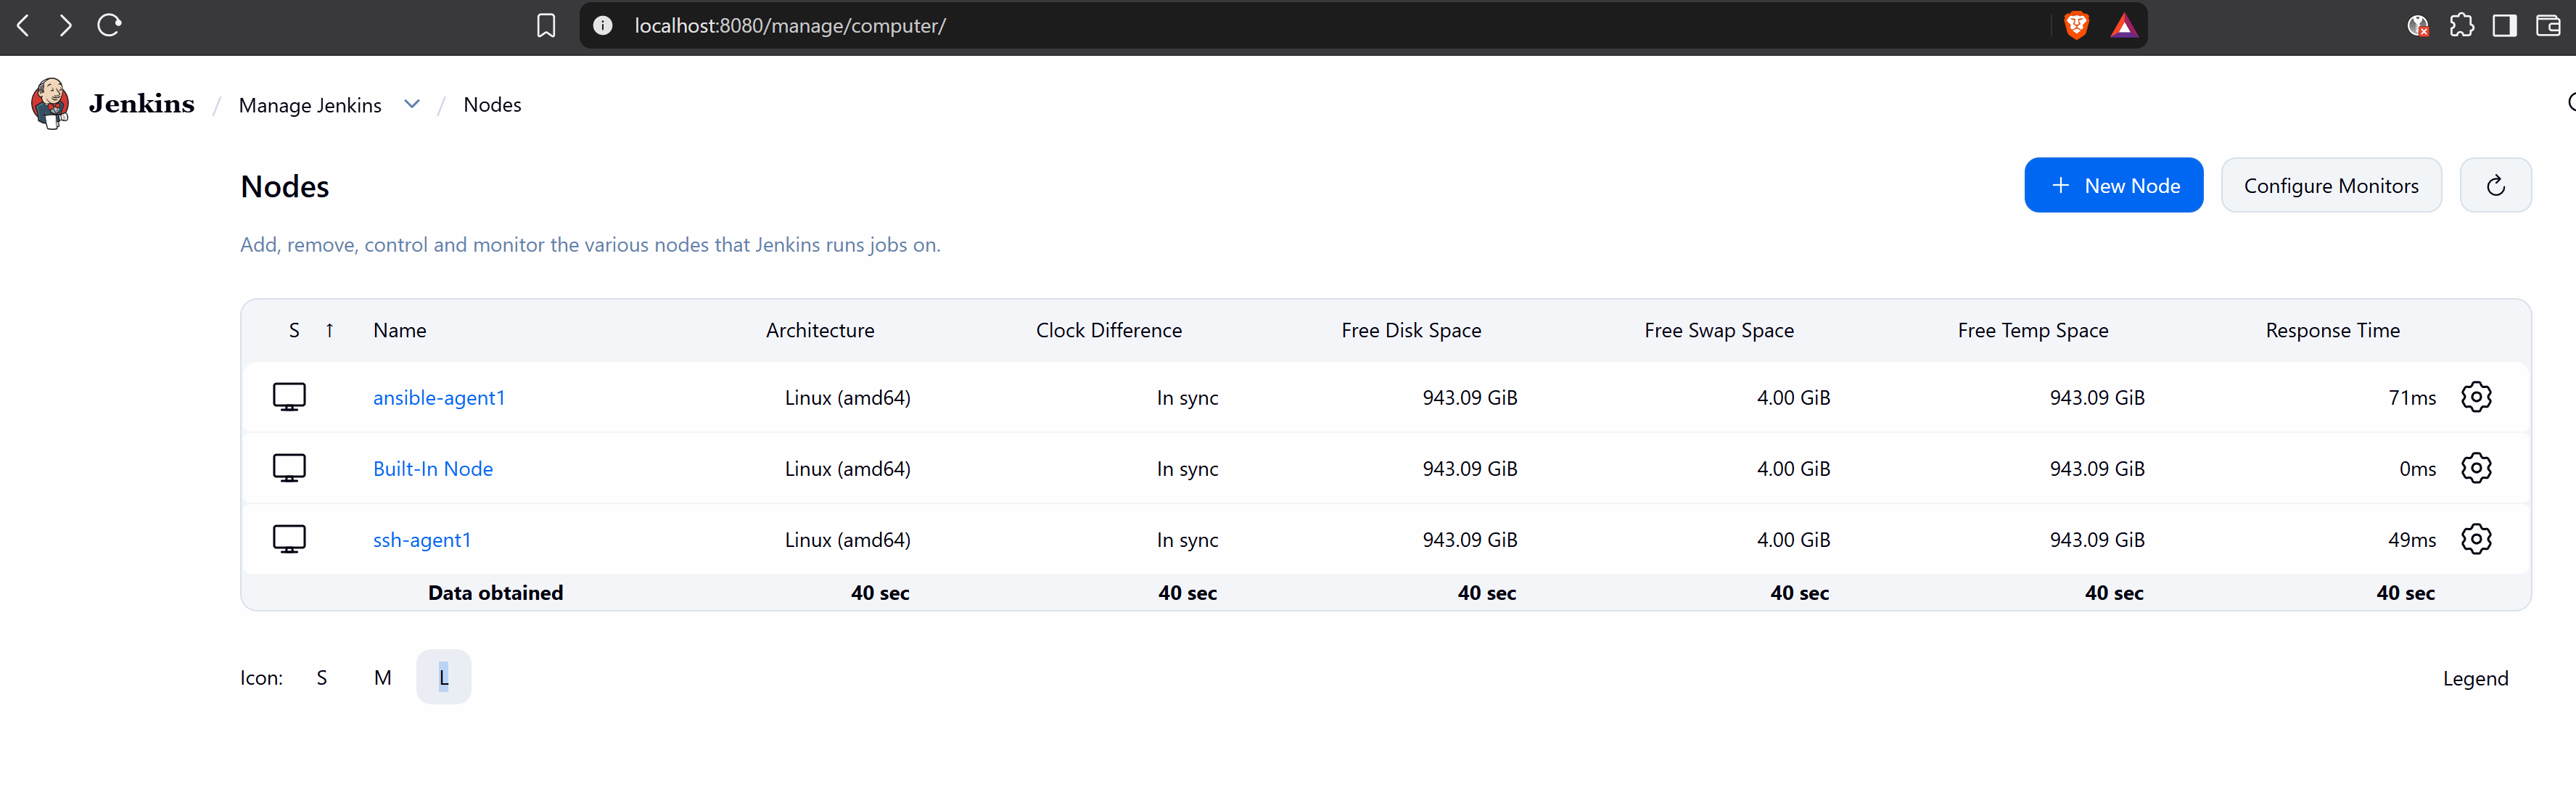 localhost:8080/manage/computer/
Jenkins / Manage Jenkins / Nodes
Nodes
+ New Node Configure Monitors
Add, remove, control and monitor the various nodes that Jenkins runs jobs on.
S ↑ Name Architecture Clock Difference Free Disk Space Free Swap Space Free Temp Space Response Time
ansible-agent1 Linux (amd64) In sync 943.09 GiB 4.00 GiB 943.09 GiB 71ms
Built-In Node Linux (amd64) In sync 943.09 GiB 4.00 GiB 943.09 GiB 0ms
ssh-agent1 Linux (amd64) In sync 943.09 GiB 4.00 GiB 943.09 GiB 49ms
Data obtained 40 sec 40 sec 40 sec 40 sec 40 sec 40 sec
Icon: S M L Legend